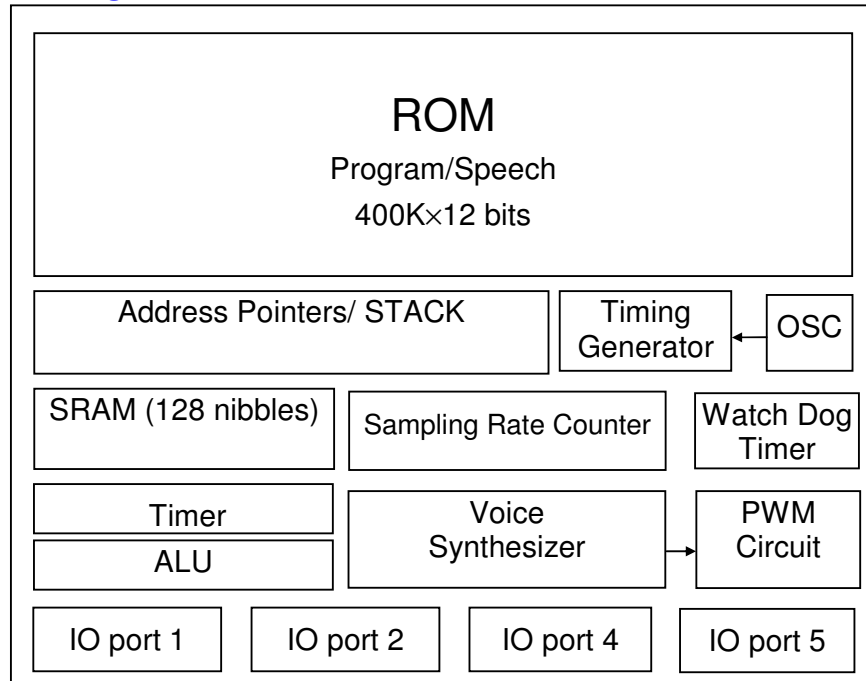 ROM
Program/Speech
400K×12 bits
Address Pointers/ STACK
Timing
Generator
OSC
SRAM (128 nibbles)
Sampling Rate Counter
Watch Dog
Timer
Timer
ALU
Voice
Synthesizer
PWM
Circuit
IO port 1
IO port 2
IO port 4
IO port 5